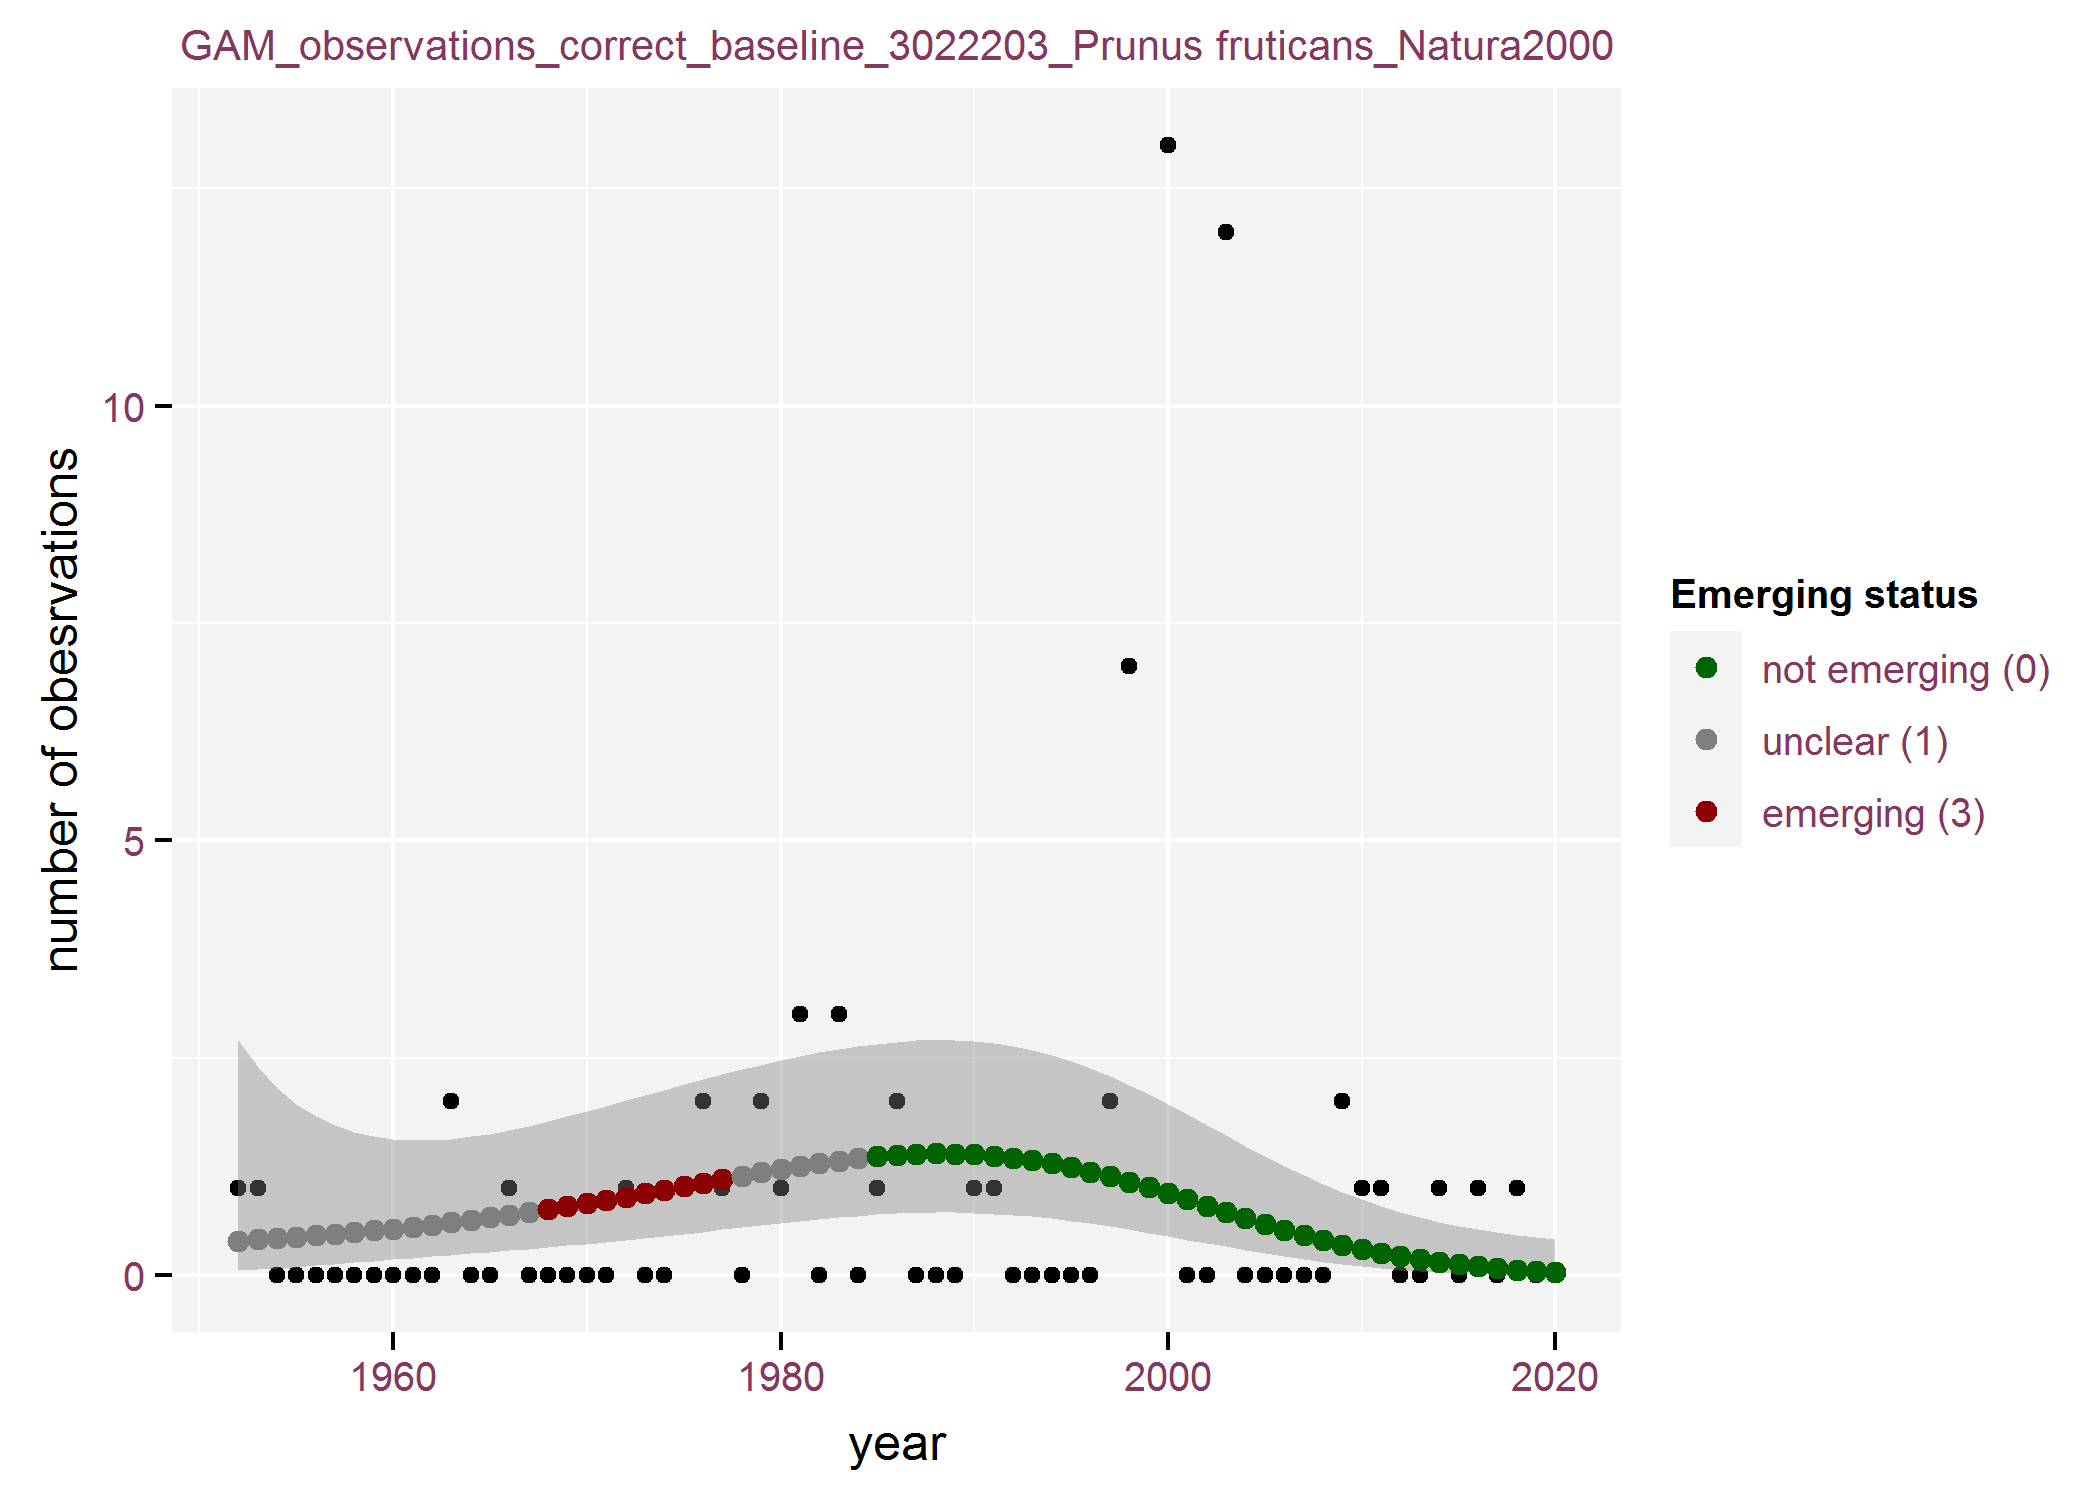 GAM_observations_correct_baseline_3022203_Prunus fruticans_Natura2000
number of obesrvations
10
5
0
1960
1980
2000
2020
year
Emerging status
not emerging (0)
unclear (1)
emerging (3)